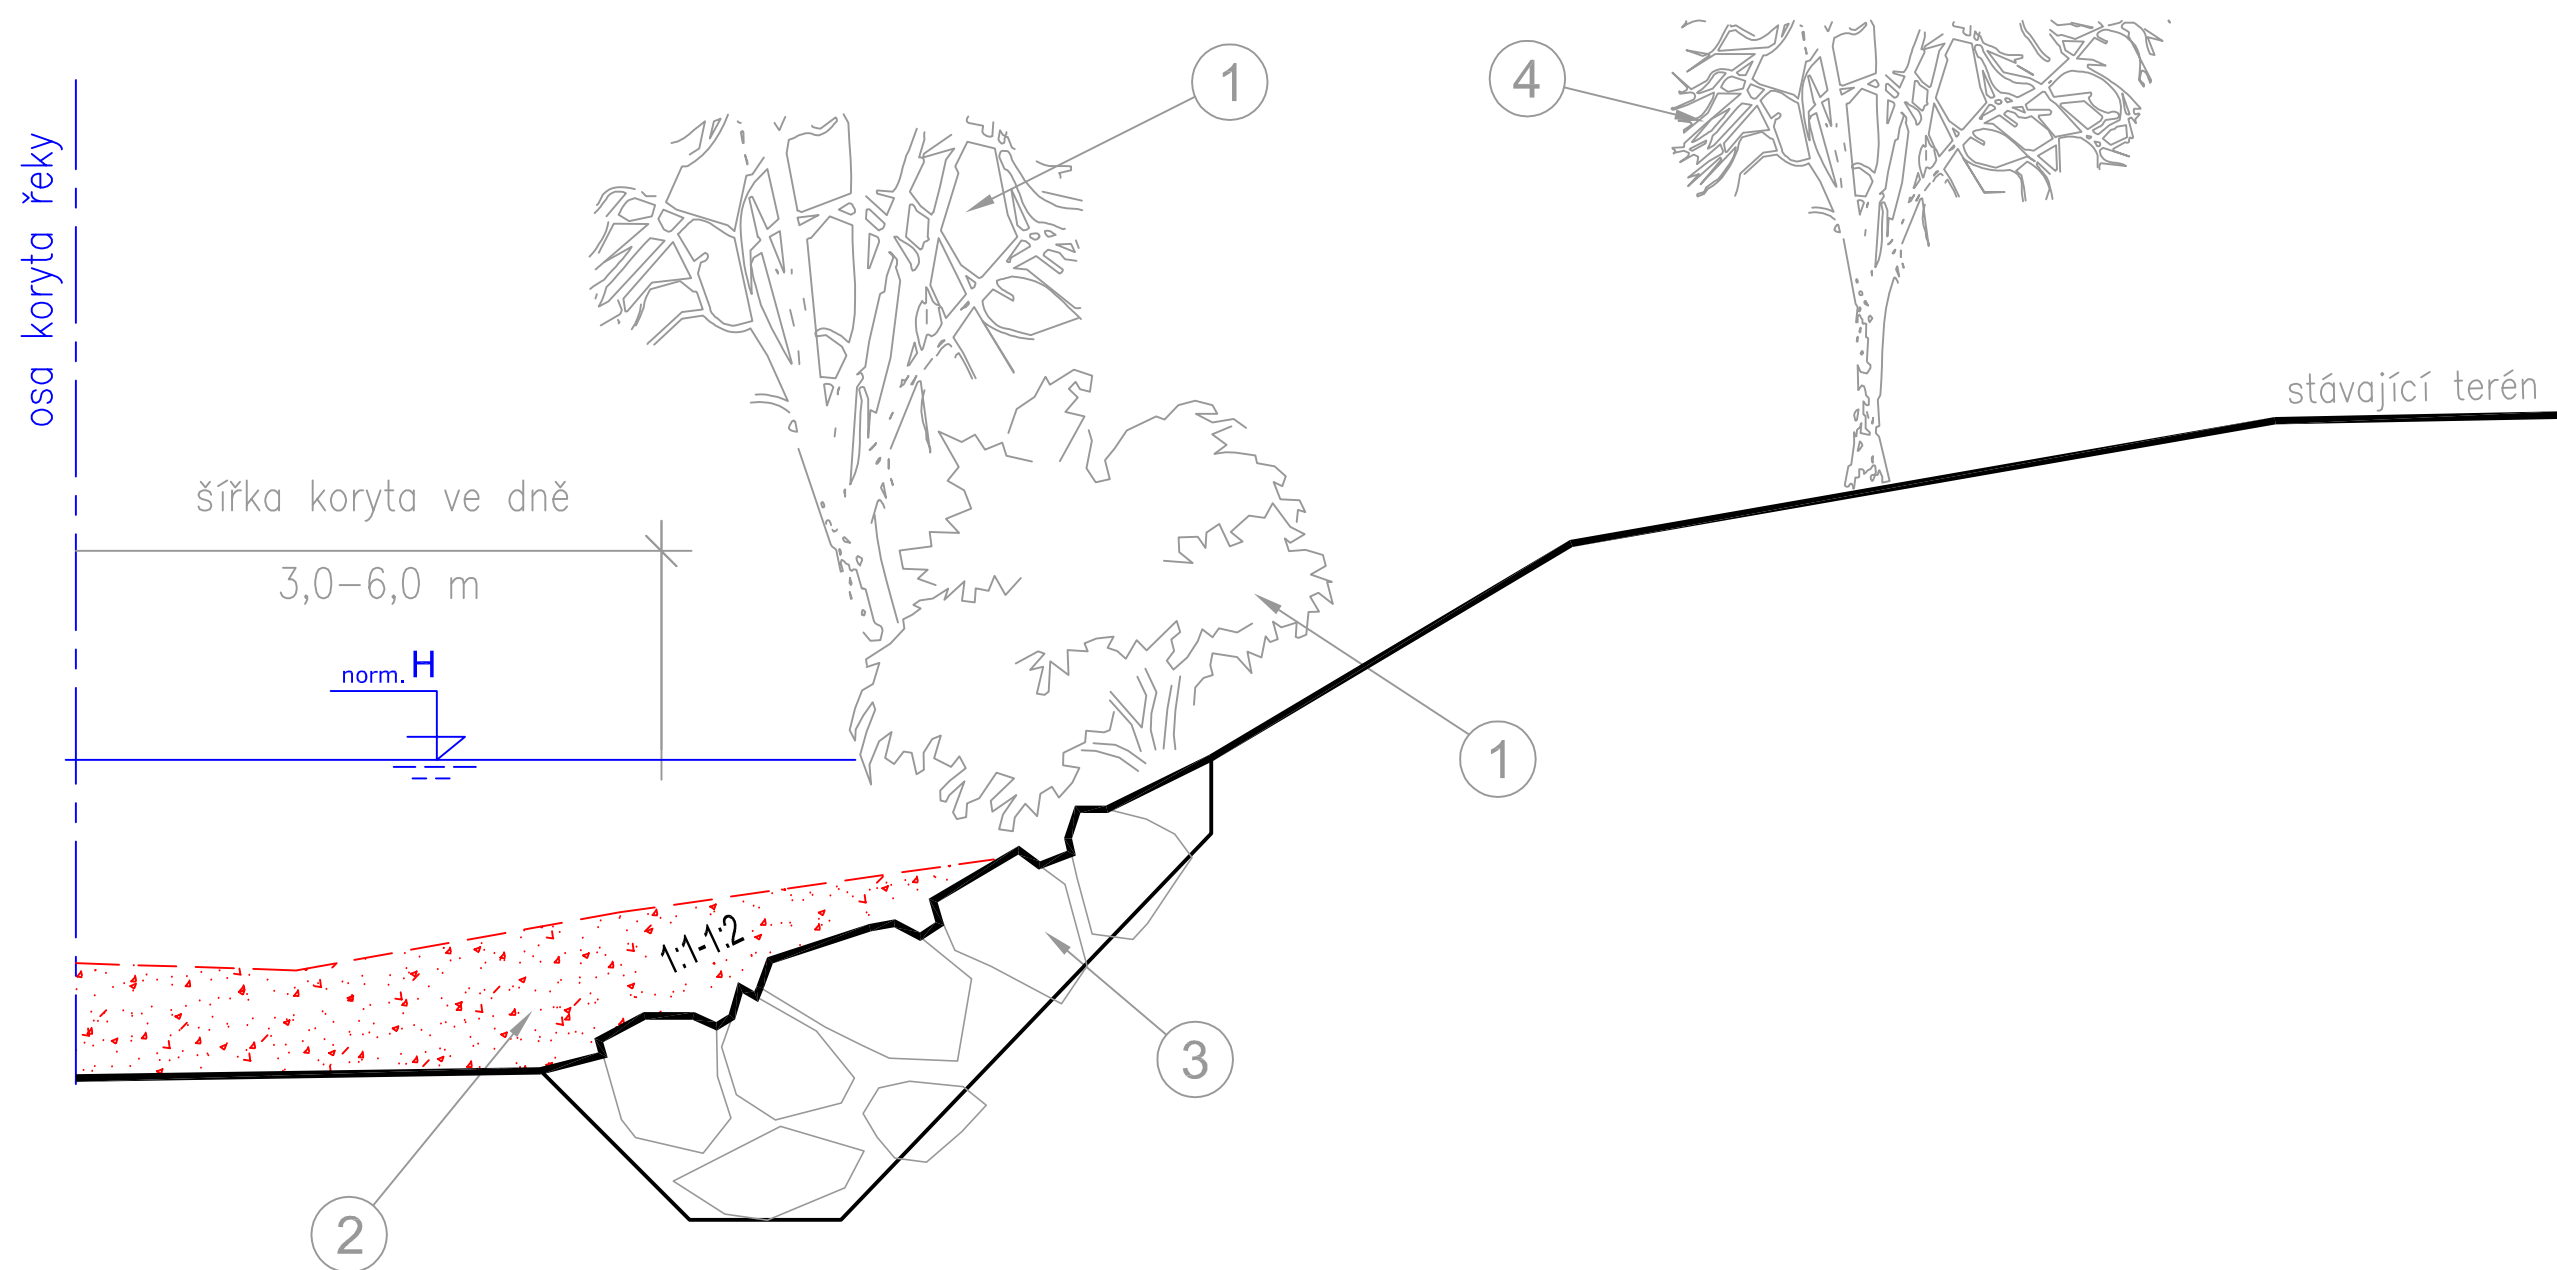 1
4
osa koryta řeky
stávající terén
šířka koryta ve dně
3,0–6,0 m
norm. H
1
1:1-1:2
3
2